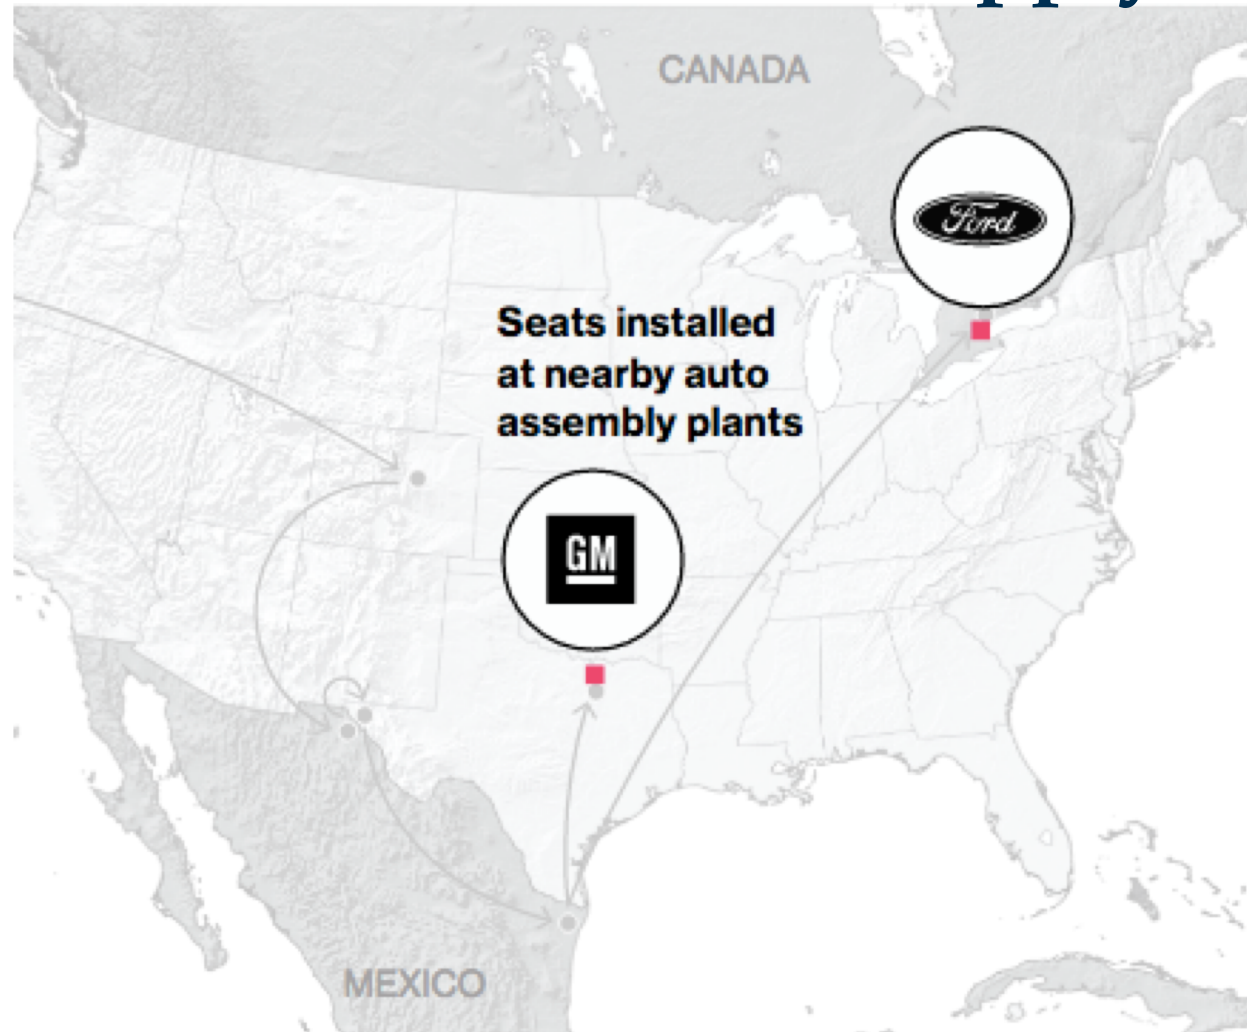 CANADA
Ford
Seats installed
at nearby auto
assembly plants
GM
MEXICO